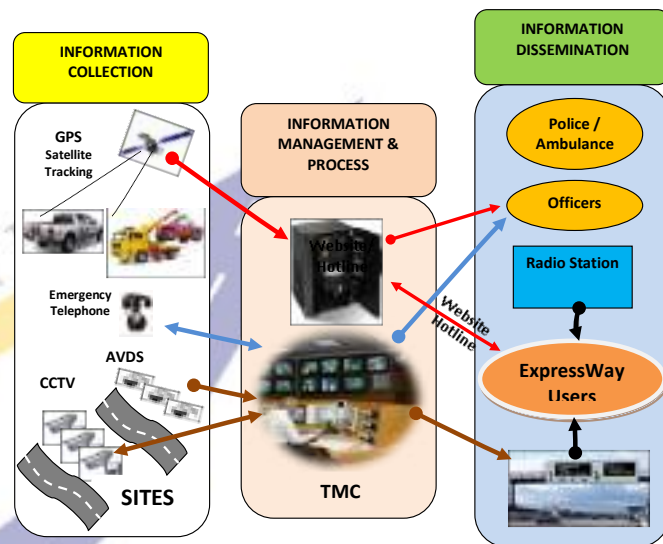 INFORMATION
COLLECTION
GPS
Satellite
Tracking
Emergency
Telephone
AVDS
CCTV
SITES
INFORMATION
MANAGEMENT &
PROCESS
Website/
Hotline
TMC
Website
Hotline
INFORMATION
DISSEMINATION
Police /
Ambulance
Officers
Radio Station
ExpressWay
Users